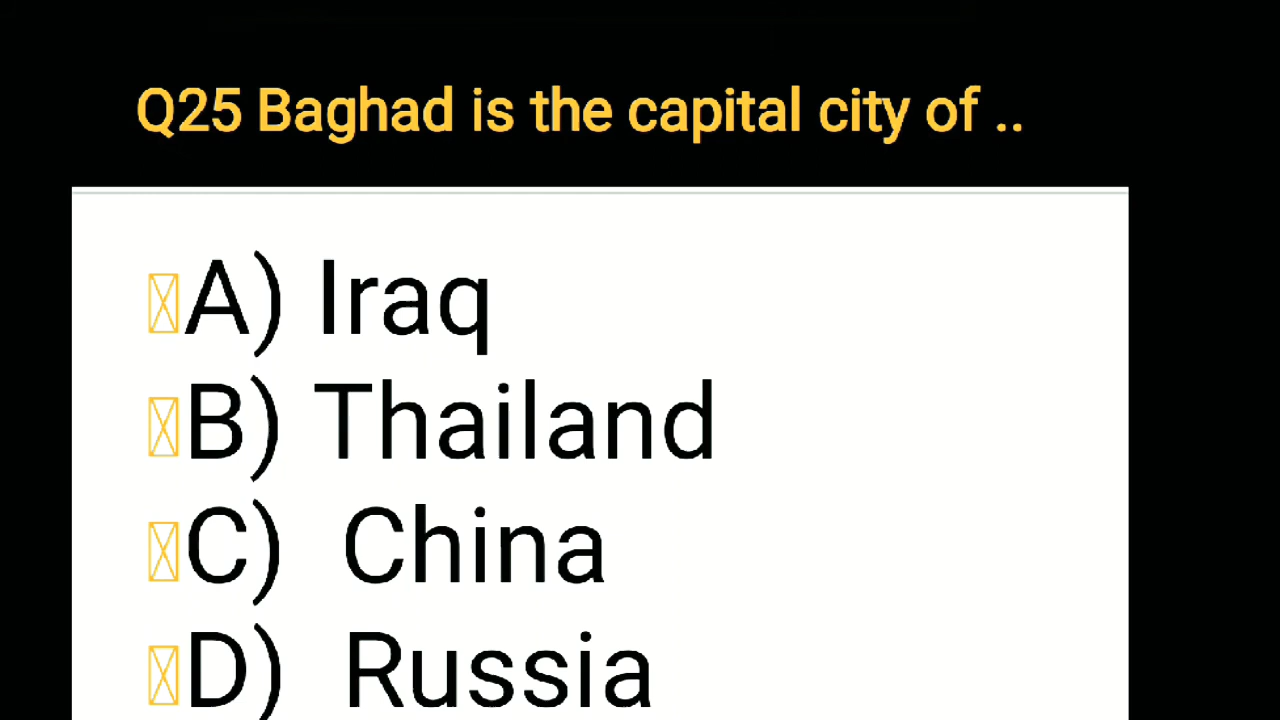 Q25 Baghad is the capital city of ..
A) Iraq
B) Thailand
C) China
D) Russia